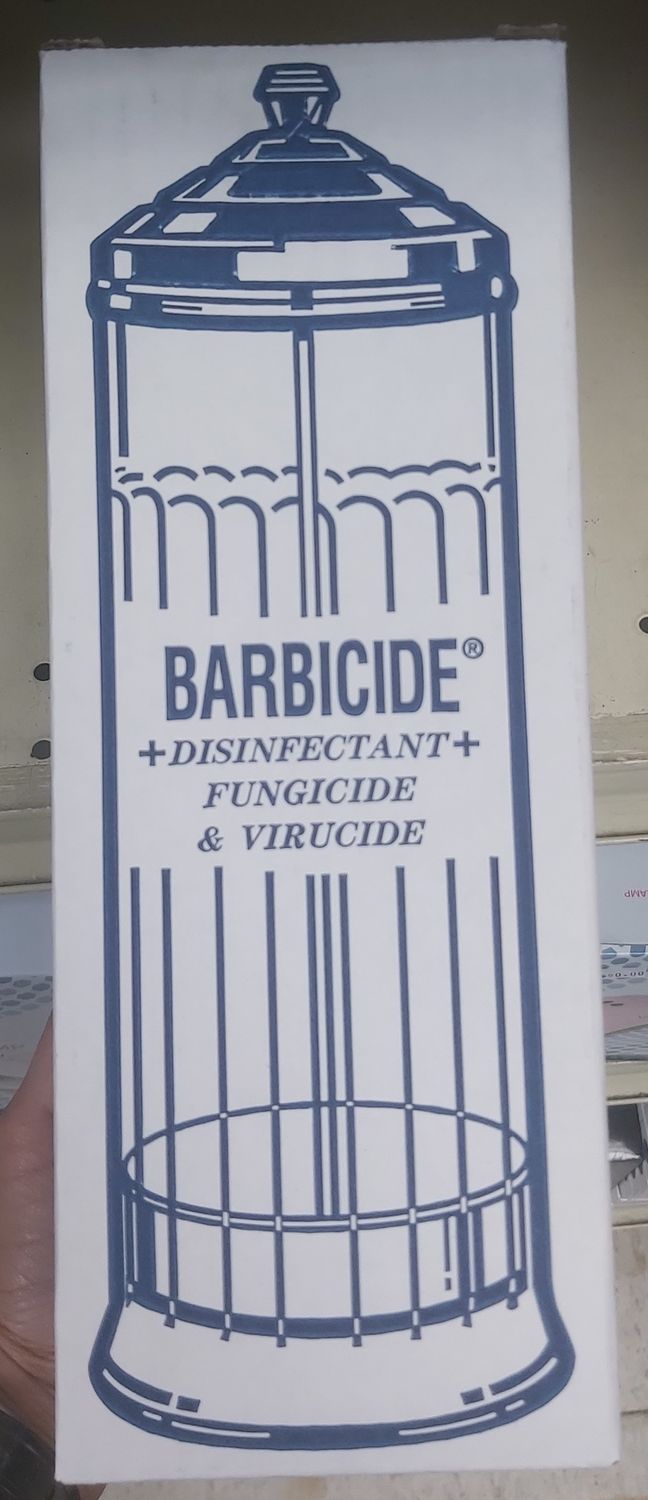 BARBICIDE®
+DISINFECTANT+
FUNGICIDE
& VIRUCIDE